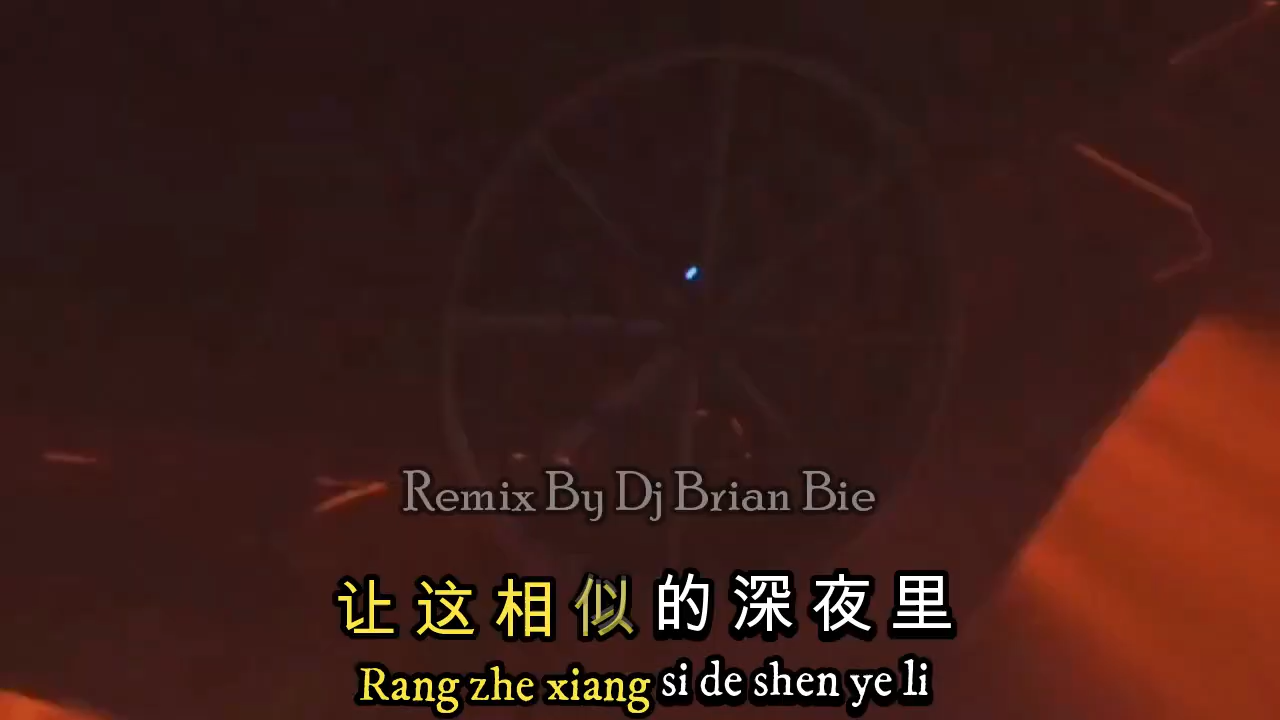 Remix By Dj Brian Bie
让这相似的深夜里
Rang zhe xiang si de shen ye li